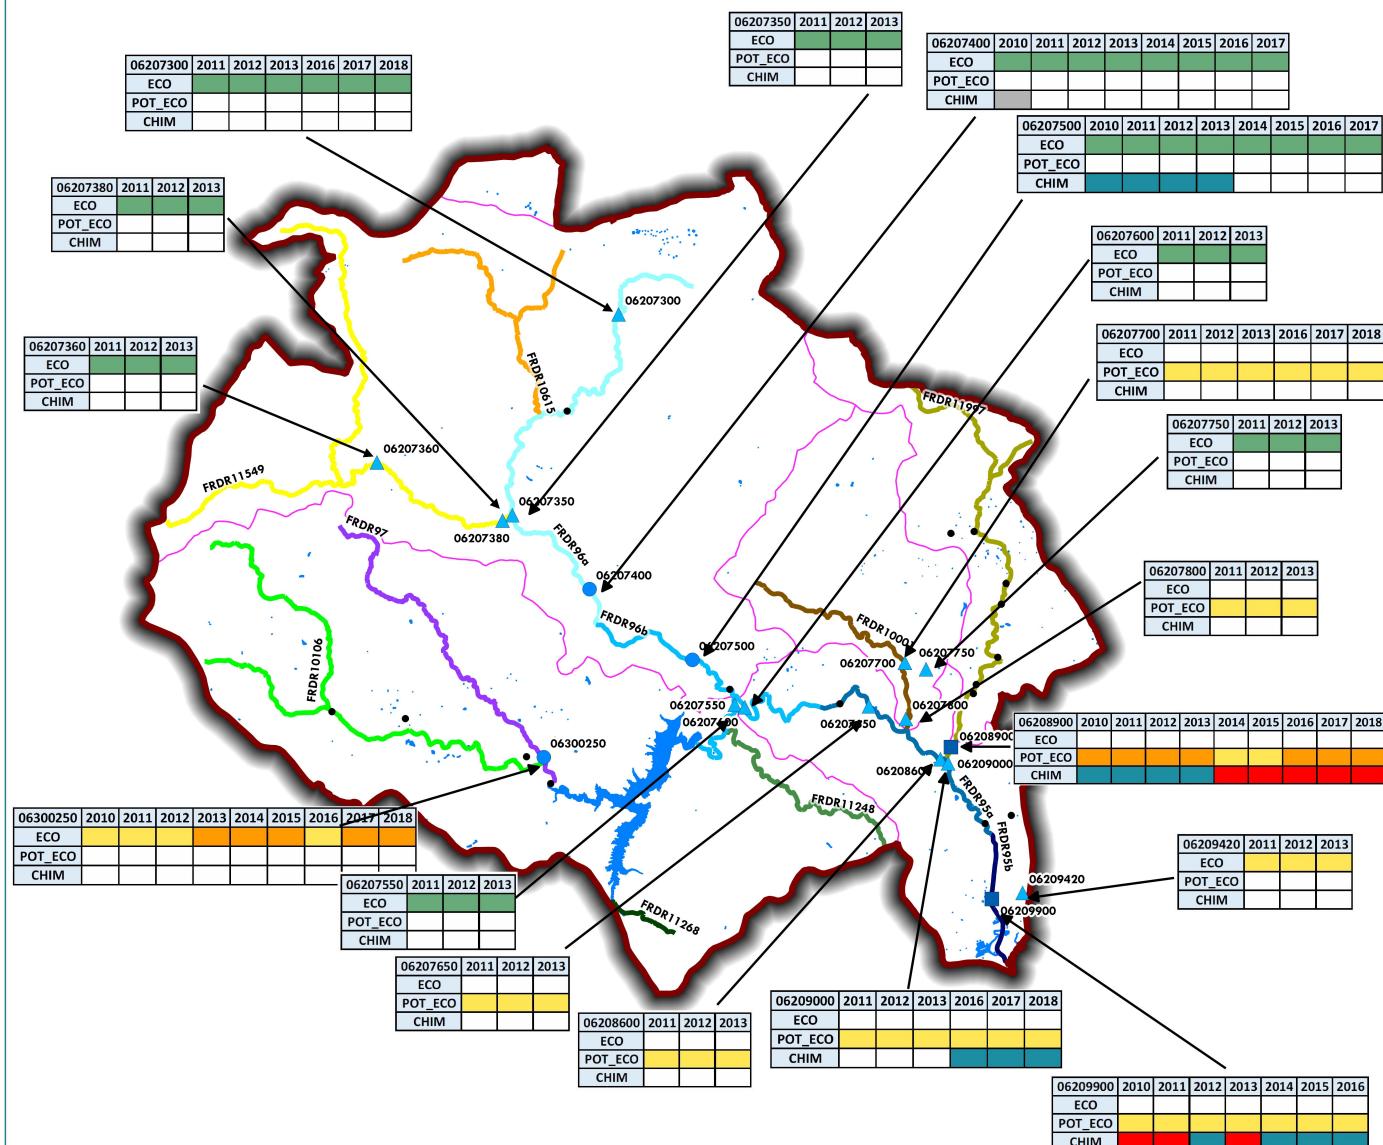 06207350 2011 2012 2013
ECO
POT_ECO
CHIM
06207400 2010 2011 2012 2013 2014 2015 2016 2017
ECO
POT_ECO
CHIM
06207300 2011 2012 2013 2016 2017 2018
ECO
POT_ECO
CHIM
06207500 2010 2011 2012 2013 2014 2015 2016 2017
ECO
POT_ECO
CHIM
06207380 2011 2012 2013
ECO
POT_ECO
CHIM
06207600 2011 2012 2013
ECO
POT_ECO
CHIM
06207700 2011 2012 2013 2016 2017 2018
ECO
POT_ECO
CHIM
06207360 2011 2012 2013
ECO
POT_ECO
CHIM
06207750 2011 2012 2013
ECO
POT_ECO
CHIM
06207800 2011 2012 2013
ECO
POT_ECO
CHIM
06208900 2010 2011 2012 2013 2014 2015 2016 2017 2018
ECO
POT_ECO
CHIM
06300250 2010 2011 2012 2013 2014 2015 2016 2017 2018
ECO
POT_ECO
CHIM
06209420 2011 2012 2013
ECO
POT_ECO
CHIM
06207550 2011 2012 2013
ECO
POT_ECO
CHIM
06207650 2011 2012 2013
ECO
POT_ECO
CHIM
06209000 2011 2012 2013 2016 2017 2018
ECO
POT_ECO
CHIM
06208600 2011 2012 2013
ECO
POT_ECO
CHIM
06209900 2010 2011 2012 2013 2014 2015 2016
ECO
POT_ECO
CHIM
06207300
FRDR10615
FRDR11997
06207360
FRDR11549
06207350
06207380
FRDR97
FRDR96a
06207400
FRDR96b
06207500
FRDR10001
06207700
06207750
FRDR10106
06207550
06207800
06208900
06209000
06300250
FRDR95a
FRDR11248
FRDR95b
06209420
06209900
FRDR11268